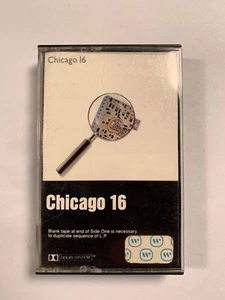 Chicago 16
Chicago 16
Blank tape at end of Side One is necessary
to duplicate sequence of L.P.
DOLBY SYSTEM